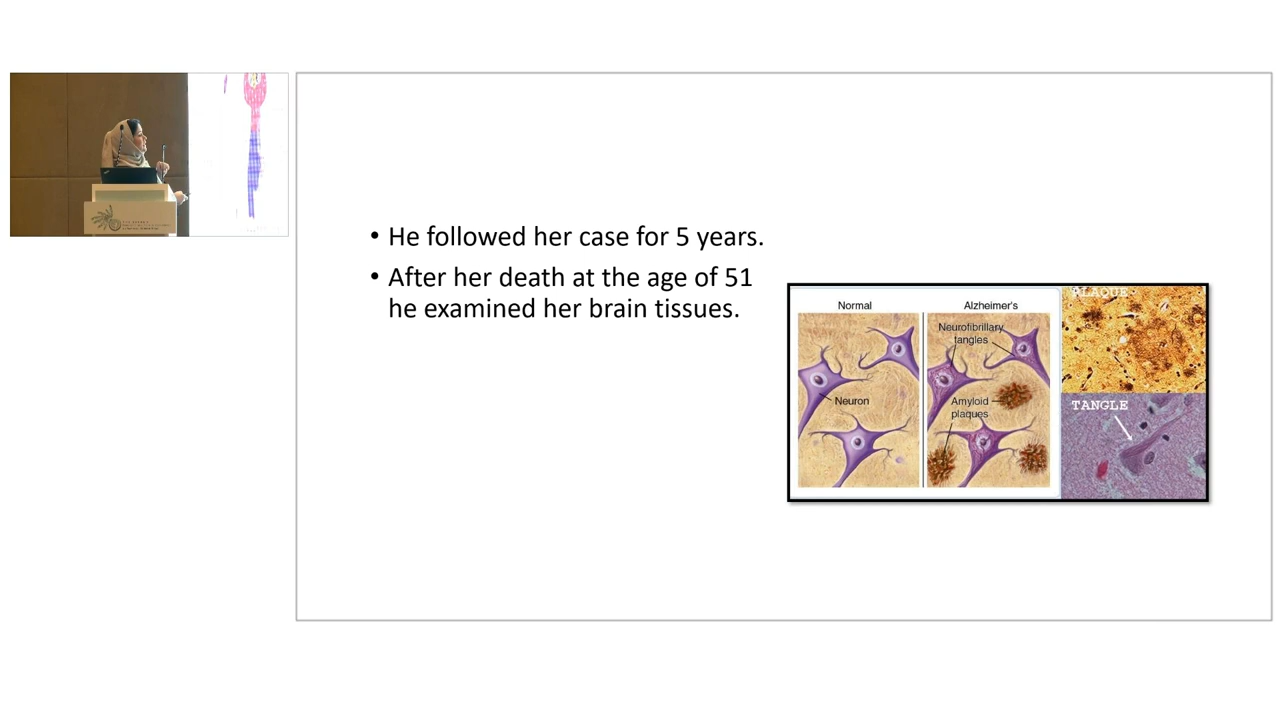 • He followed her case for 5 years.
• After her death at the age of 51
he examined her brain tissues.
Normal
Alzheimer's
Neurofibrillary
tangles
Neuron
Amyloid
plaques
PLAQUE
TANGLE